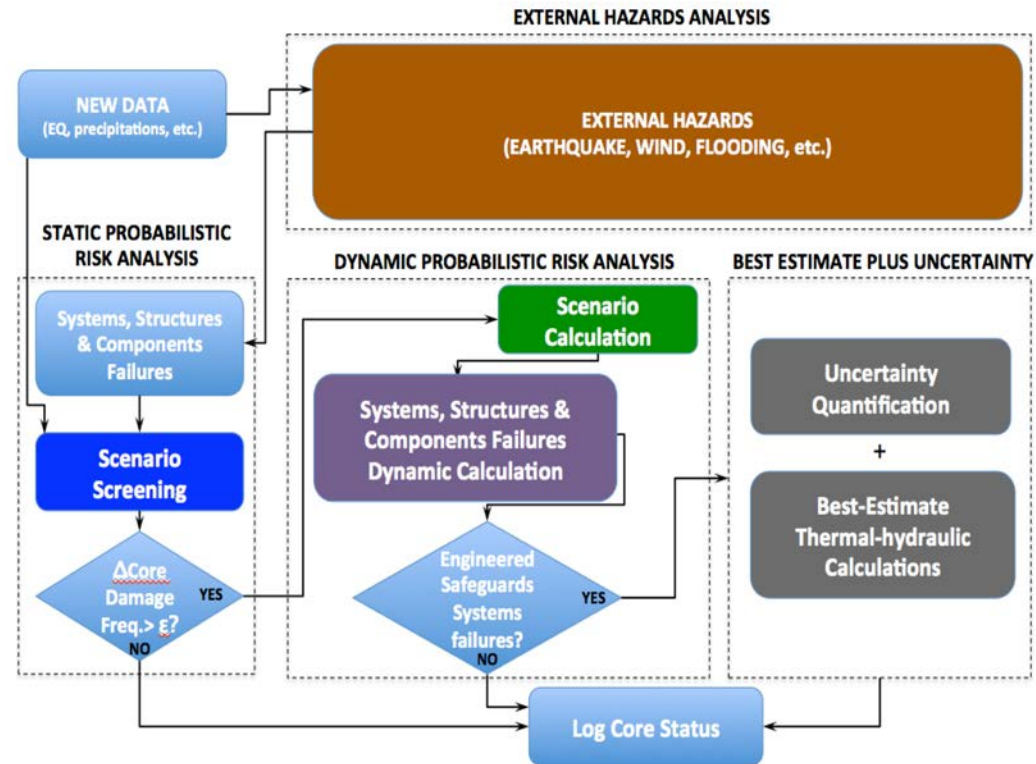 EXTERNAL HAZARDS ANALYSIS
NEW DATA
(EQ, precipitations, etc.)
EXTERNAL HAZARDS
(EARTHQUAKE, WIND, FLOODING, etc.)
STATIC PROBABILISTIC
RISK ANALYSIS
Systems, Structures
& Components
Failures
Scenario
Screening
ΔCore
Damage
Freq.> ε?
YES
NO
DYNAMIC PROBABILISTIC RISK ANALYSIS
Scenario
Calculation
Systems, Structures &
Components Failures
Dynamic Calculation
Engineered
Safeguards
Systems
failures?
YES
NO
BEST ESTIMATE PLUS UNCERTAINTY
Uncertainty
Quantification
+
Best-Estimate
Thermal-hydraulic
Calculations
Log Core Status